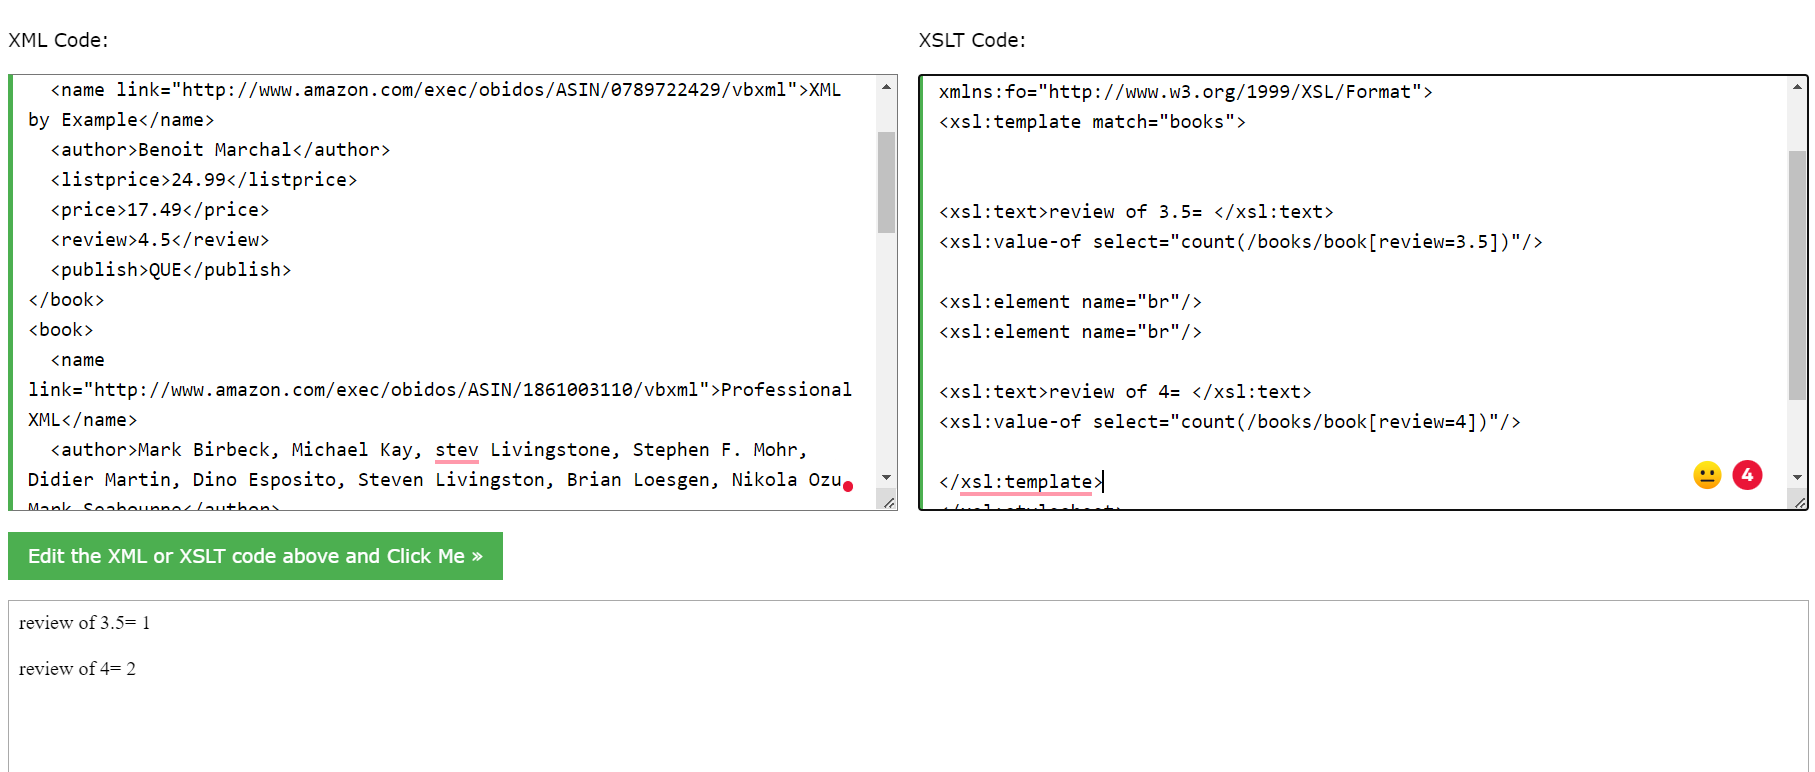 XML Code:
<name link="http://www.amazon.com/exec/obidos/ASIN/0789722429/vbxml">XML
by Example</name>
<author>Benoit Marchal</author>
<listprice>24.99</listprice>
<price>17.49</price>
<review>4.5</review>
<publish>QUE</publish>
</book>
<book>
<name
link="http://www.amazon.com/exec/obidos/ASIN/1861003110/vbxml">Professional
XML</name>
<author>Mark Birbeck, Michael Kay, stev Livingstone, Stephen F. Mohr,
Didier Martin, Dino Esposito, Steven Livingston, Brian Loesgen, Nikola Ozu
Mark Seabourne</author>
XSLT Code:
xmlns:fo="http://www.w3.org/1999/XSL/Format">
<xsl:template match="books">
<xsl:text>review of 3.5= </xsl:text>
<xsl:value-of select="count(/books/book[review=3.5])"/>
<xsl:element name="br"/>
<xsl:element name="br"/>
<xsl:text>review of 4= </xsl:text>
<xsl:value-of select="count(/books/book[review=4])"/>
</xsl:template>
</xsl:stylesheet>
4
Edit the XML or XSLT code above and Click Me »
review of 3.5= 1
review of 4= 2